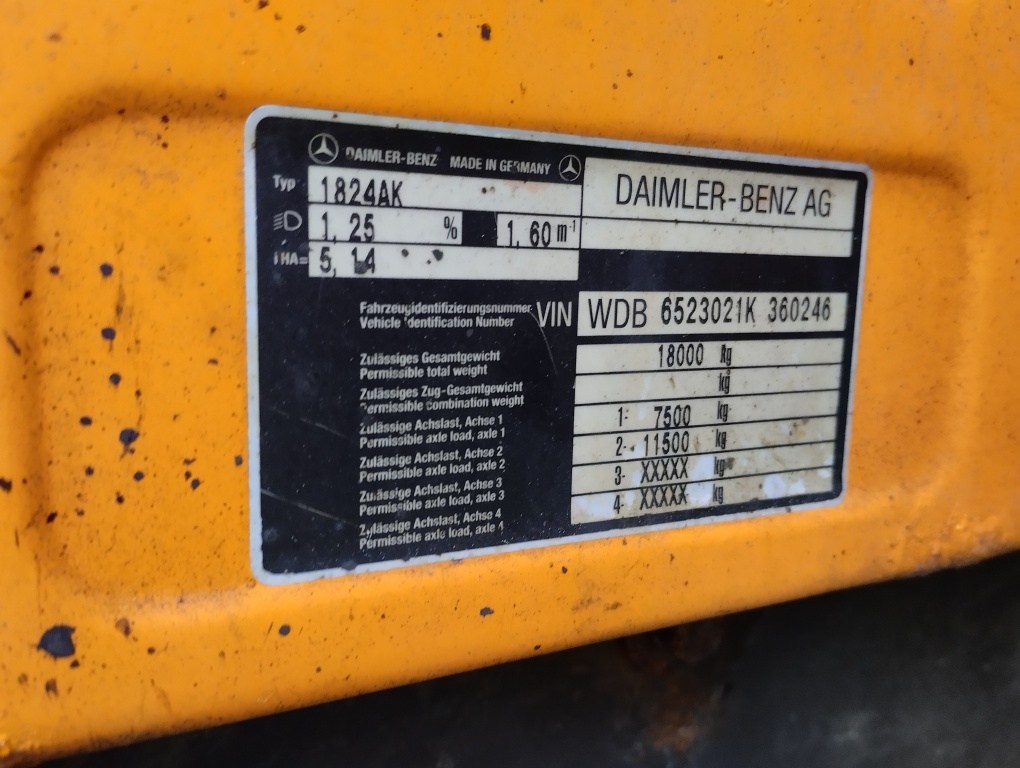 DAIMLER-BENZ MADE IN GERMANY
Typ 1824AK
DAIMLER-BENZ AG
1,25 % 1,60 m⁻¹
iHA= 5,14
Fahrzeugidentifizierungsnummer
Vehicle Identification Number
VIN WDB 6523021K 360246
Zulässiges Gesamtgewicht
Permissible total weight
18000 kg
Zulässiges Zug-Gesamtgewicht
Permissible combination weight
kg
Zulässige Achslast, Achse 1
Permissible axle load, axle 1
1- 7500 kg
Zulässige Achslast, Achse 2
Permissible axle load, axle 2
2- 11500 kg
Zulässige Achslast, Achse 3
Permissible axle load, axle 3
3- XXXXX kg
Zulässige Achslast, Achse 4
Permissible axle load, axle 4
4- XXXXX kg